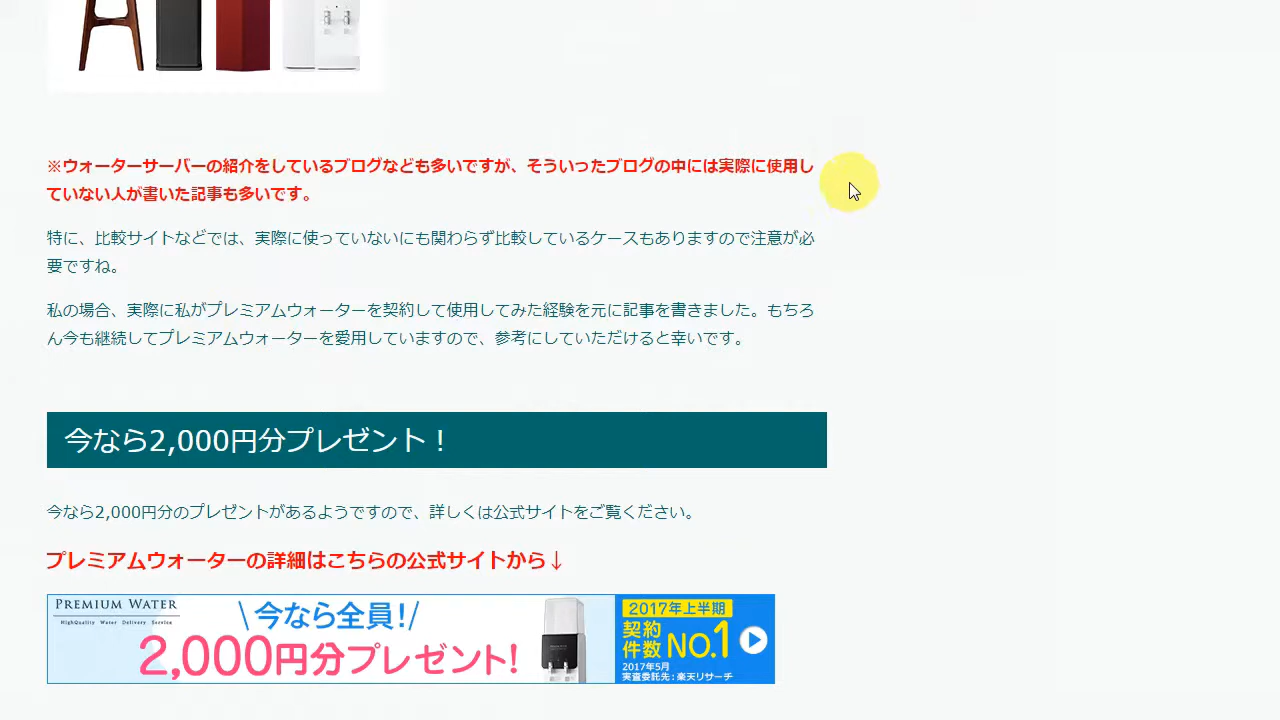 ※ウォーターサーバーの紹介をしているブログなども多いですが、そういったブログの中には実際に使用し
ていない人が書いた記事も多いです。
特に、比較サイトなどでは、実際に使っていないにも関わらず比較しているケースもありますので注意が必
要ですね。
私の場合、実際に私がプレミアムウォーターを契約して使用してみた経験を元に記事を書きました。もちろ
ん今も継続してプレミアムウォーターを愛用していますので、参考にしていただけると幸いです。
今なら2,000円分プレゼント！
今なら2,000円分のプレゼントがあるようですので、詳しくは公式サイトをご覧ください。
プレミアムウォーターの詳細はこちらの公式サイトから↓
PREMIUM WATER
HighQuality Water Delivery Service
\今なら全員!/
2,000円分プレゼント!
2017年上半期
契約
件数 NO.1
2017年5月
実査委託先:楽天リサーチ